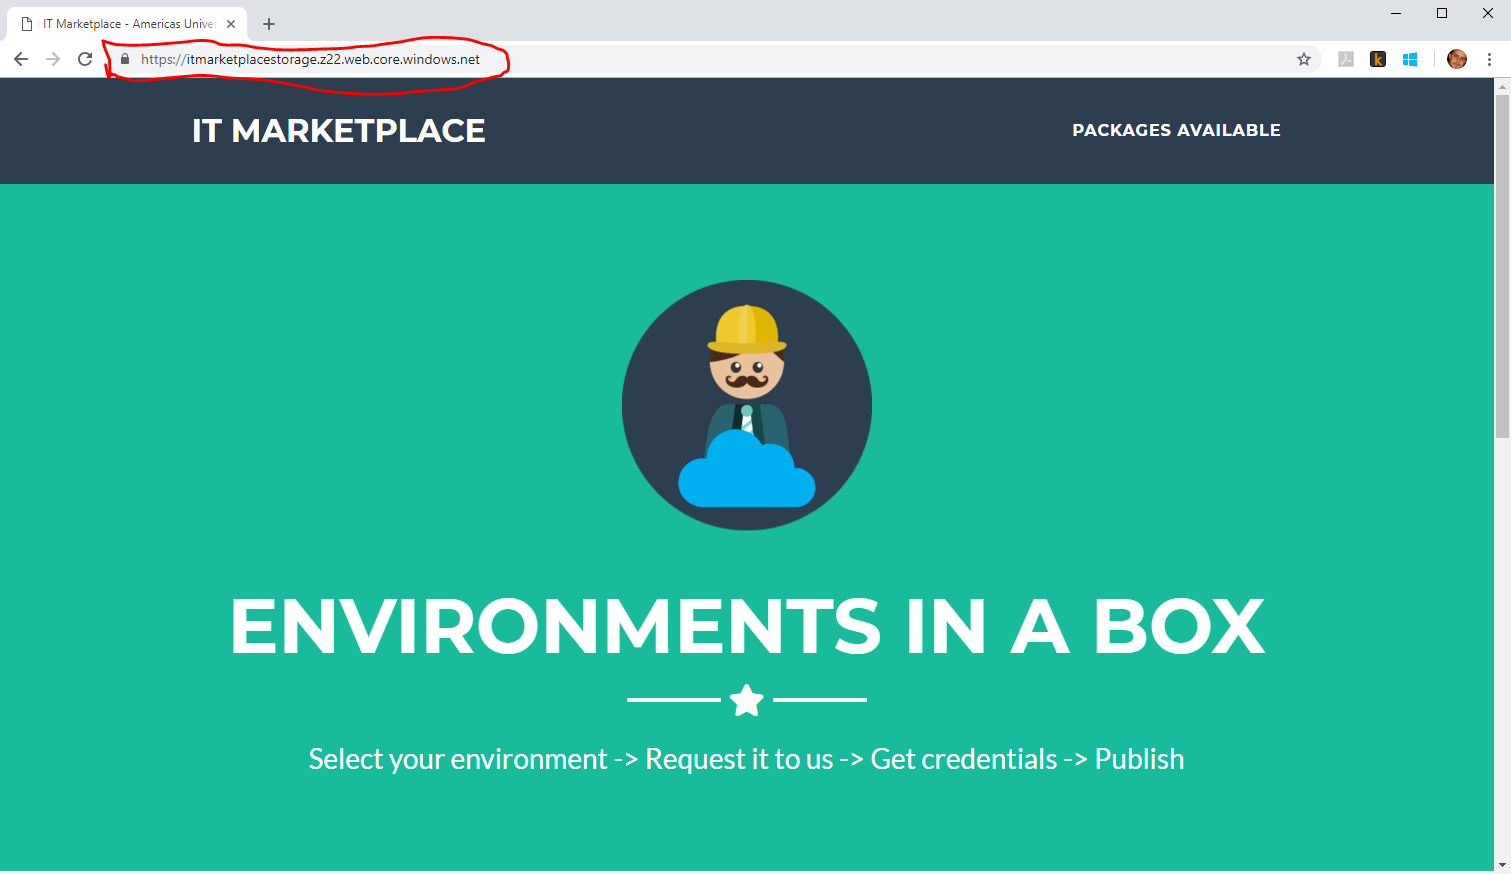 IT Marketplace - Americas Univer
https://itmarketplacestorage.z22.web.core.windows.net
k
IT MARKETPLACE
PACKAGES AVAILABLE
ENVIRONMENTS IN A BOX
Select your environment -> Request it to us -> Get credentials -> Publish